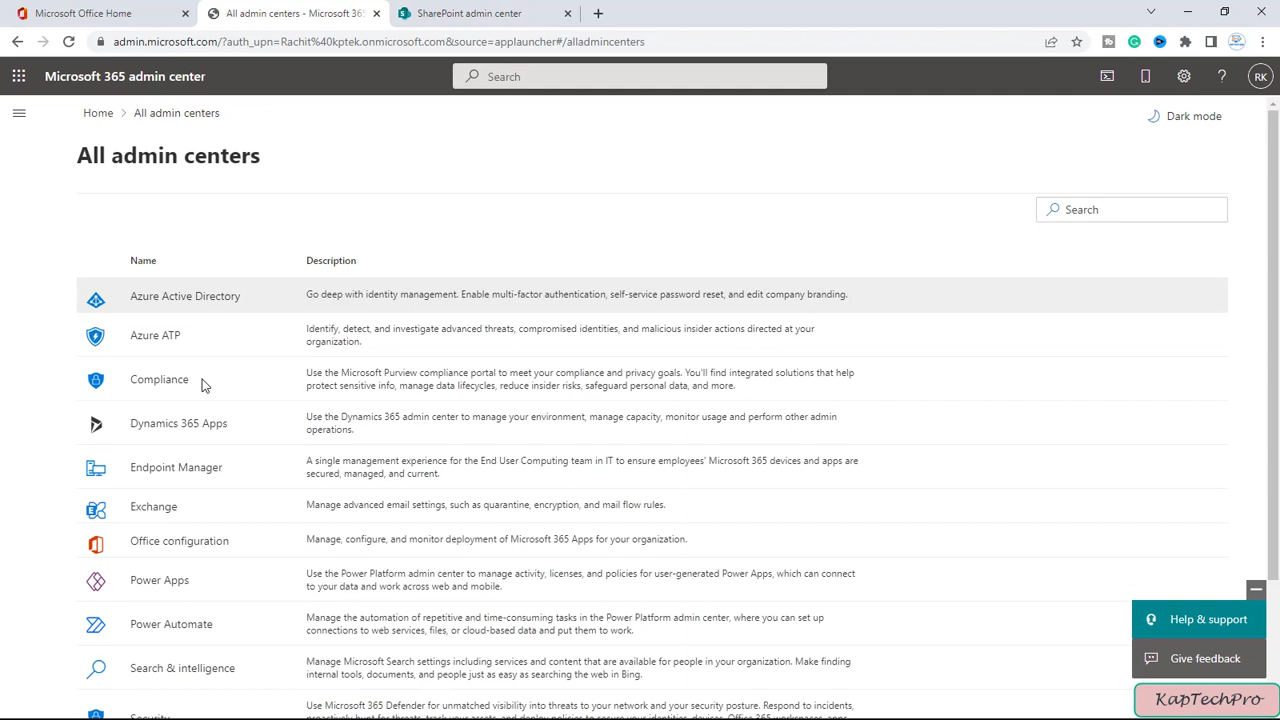 Microsoft Office Home
All admin centers - Microsoft 365
SharePoint admin center
admin.microsoft.com/?auth_upn=Rachit%40kptek.onmicrosoft.com&source=applauncher#/alladmincenters
Microsoft 365 admin center
Search
RK
Home > All admin centers
Dark mode
All admin centers
Search
Name Description
Azure Active Directory Go deep with identity management. Enable multi-factor authentication, self-service password reset, and edit company branding.
Azure ATP Identify, detect, and investigate advanced threats, compromised identities, and malicious insider actions directed at your
organization.
Compliance Use the Microsoft Purview compliance portal to meet your compliance and privacy goals. You'll find integrated solutions that help
protect sensitive info, manage data lifecycles, reduce insider risks, safeguard personal data, and more.
Dynamics 365 Apps Use the Dynamics 365 admin center to manage your environment, manage capacity, monitor usage and perform other admin
operations.
Endpoint Manager A single management experience for the End User Computing team in IT to ensure employees' Microsoft 365 devices and apps are
secured, managed, and current.
Exchange Manage advanced email settings, such as quarantine, encryption, and mail flow rules.
Office configuration Manage, configure, and monitor deployment of Microsoft 365 Apps for your organization.
Power Apps Use the Power Platform admin center to manage activity, licenses, and policies for user-generated Power Apps, which can connect
to your data and work across web and mobile.
Power Automate Manage the automation of repetitive and time-consuming tasks in the Power Platform admin center, where you can set up
connections to web services, files, or cloud-based data and put them to work.
Search & intelligence Manage Microsoft Search settings including services and content that are available for people in your organization. Make finding
internal tools, documents, and people just as easy as searching the web in Bing.
Security Use Microsoft 365 Defender for unmatched visibility into threats to your network and your security posture. Respond to incidents,
Help & support
Give feedback
KapTechPro